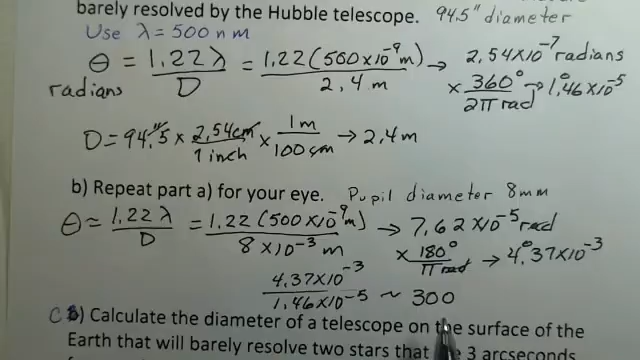 barely resolved by the Hubble telescope. 94.5" diameter
Use λ = 500 nm
θ = 1.22λ / D = 1.22 (500×10⁻⁹m) / 2,4 m → 2,54×10⁻⁷ radians
radians × 360° / 2π rad → 1,46×10⁻⁵°
D = 94.5" × 2,54cm / 1 inch × 1m / 100 cm → 2,4m
b) Repeat part a) for your eye. Pupil diameter 8mm
θ = 1.22λ / D = 1.22 (500×10⁻⁹m) / 8×10⁻³ m → 7,62×10⁻⁵ rad
× 180° / π rad → 4,37×10⁻³°
4,37×10⁻³ / 1,46×10⁻⁵ ~ 300
C) Calculate the diameter of a telescope on the surface of the
Earth that will barely resolve two stars that 3 arcseconds